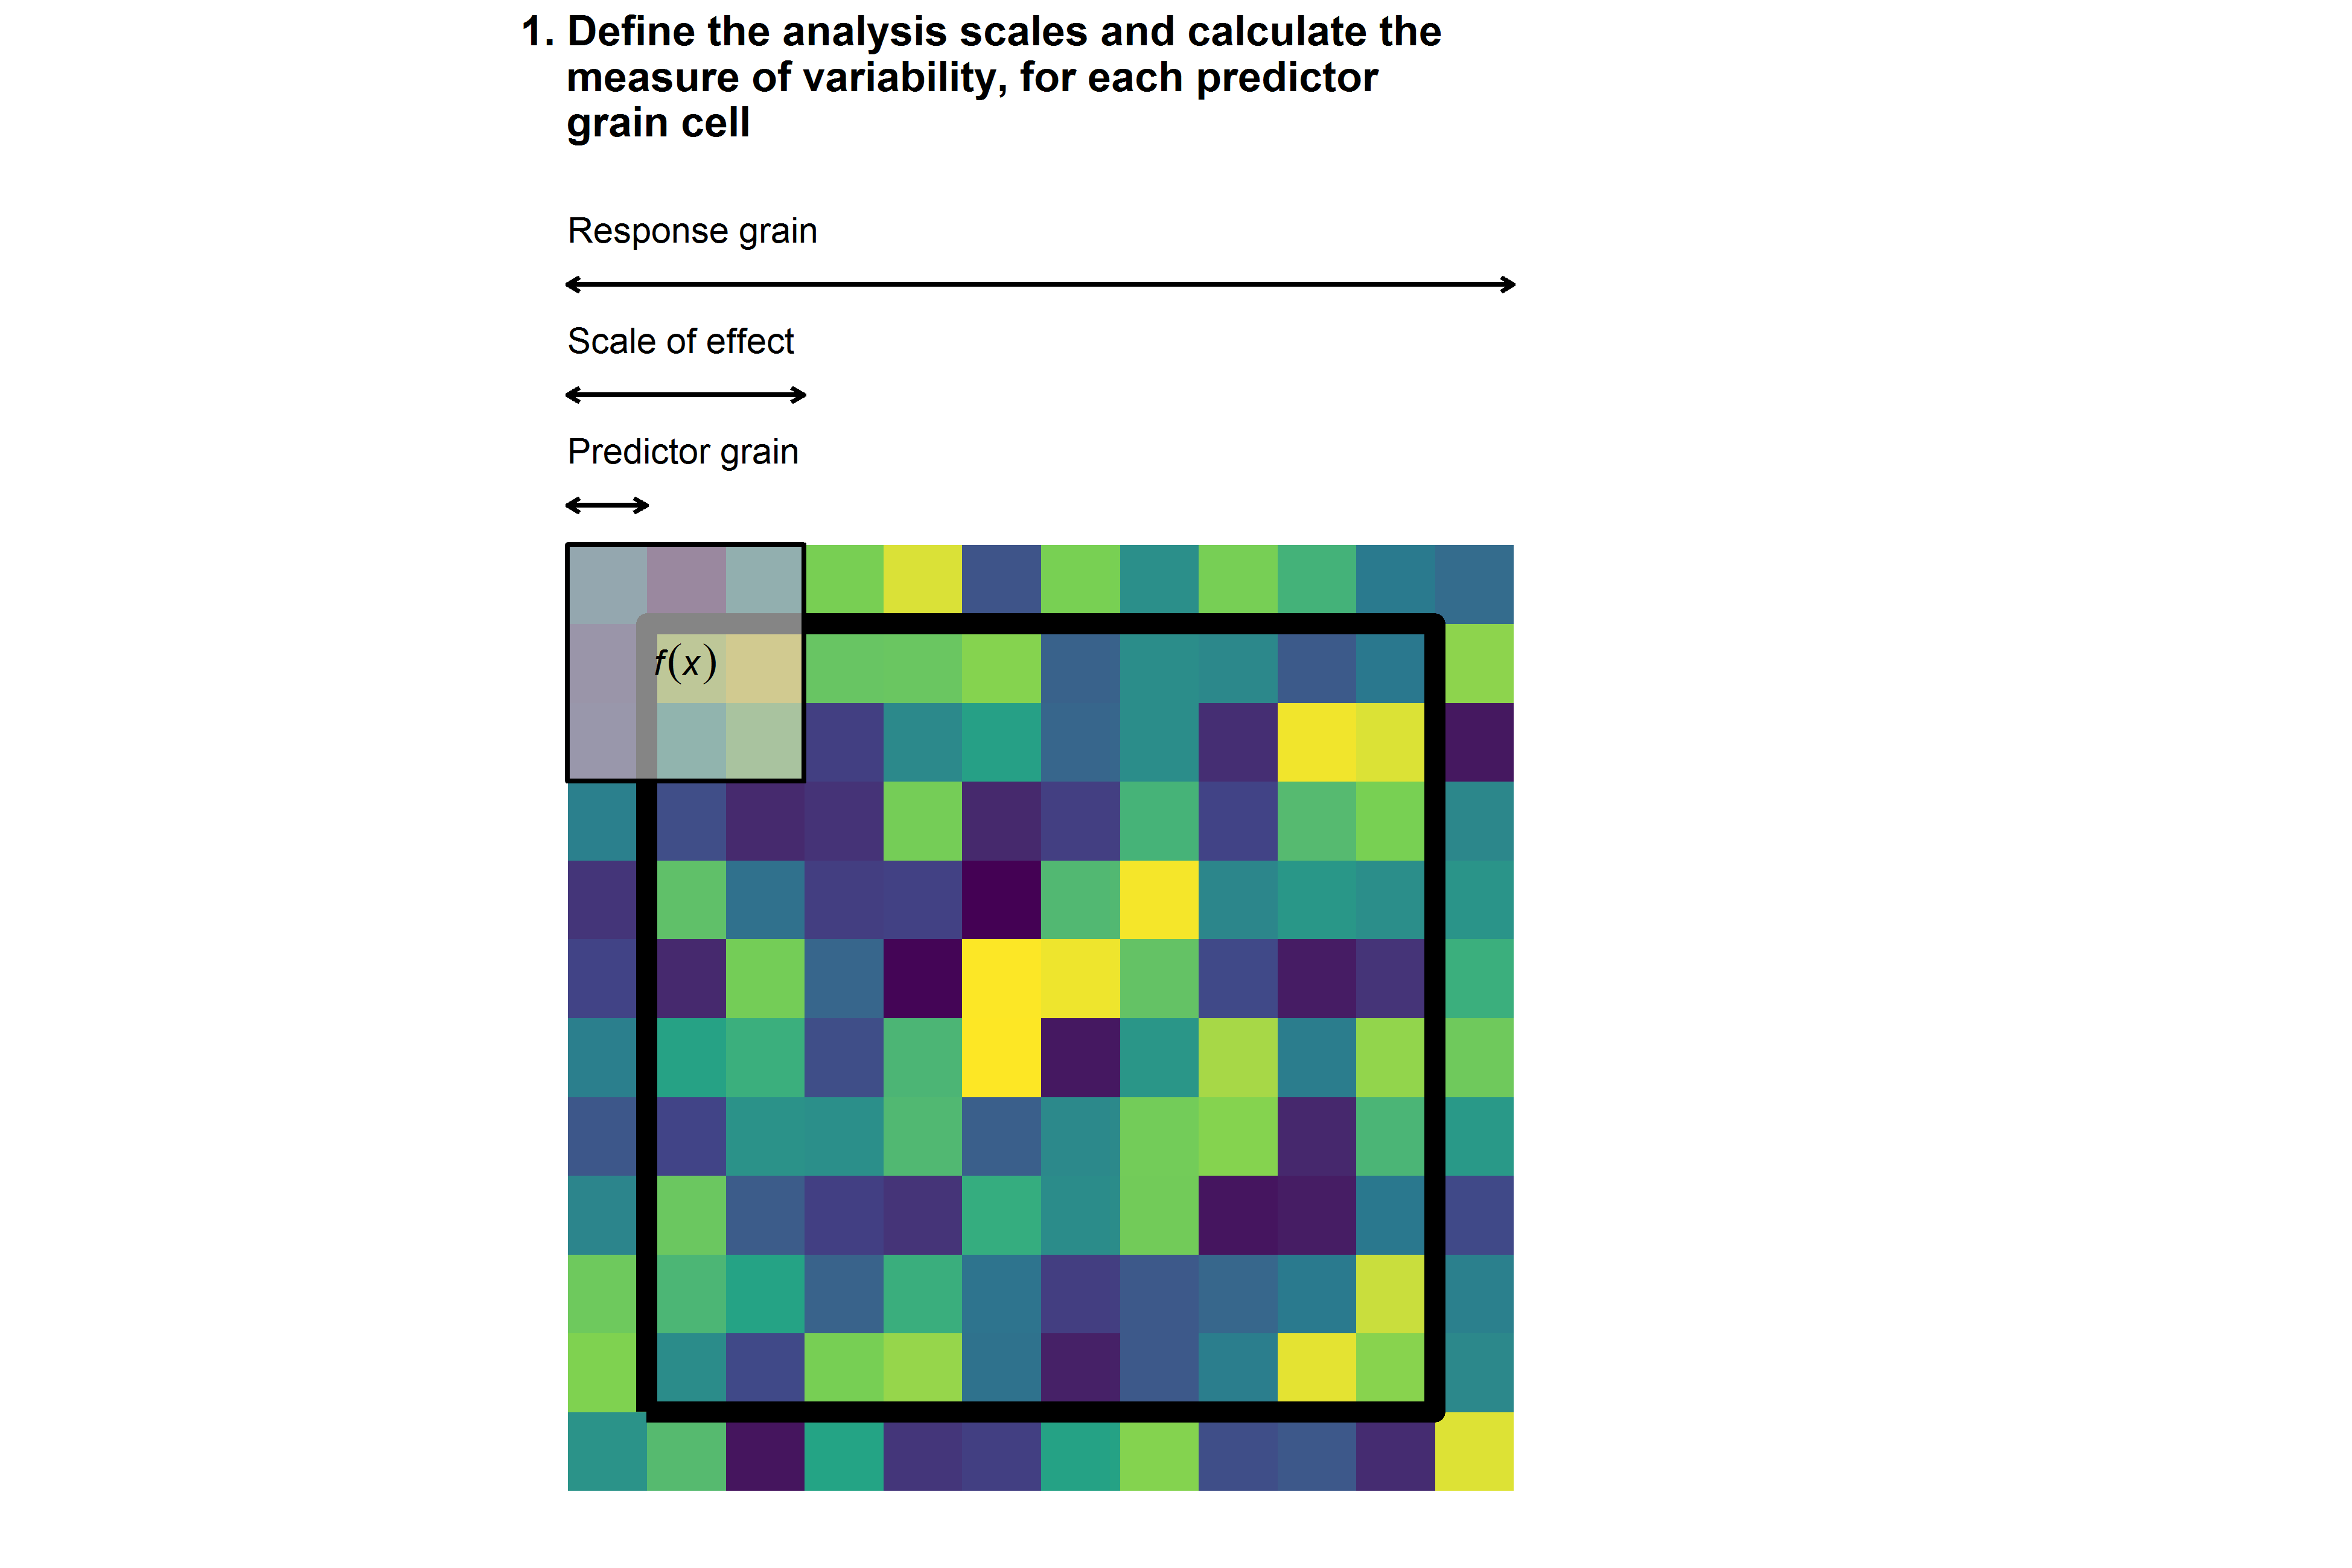 1. Define the analysis scales and calculate the
measure of variability, for each predictor
grain cell
Response grain
Scale of effect
Predictor grain
f(x)